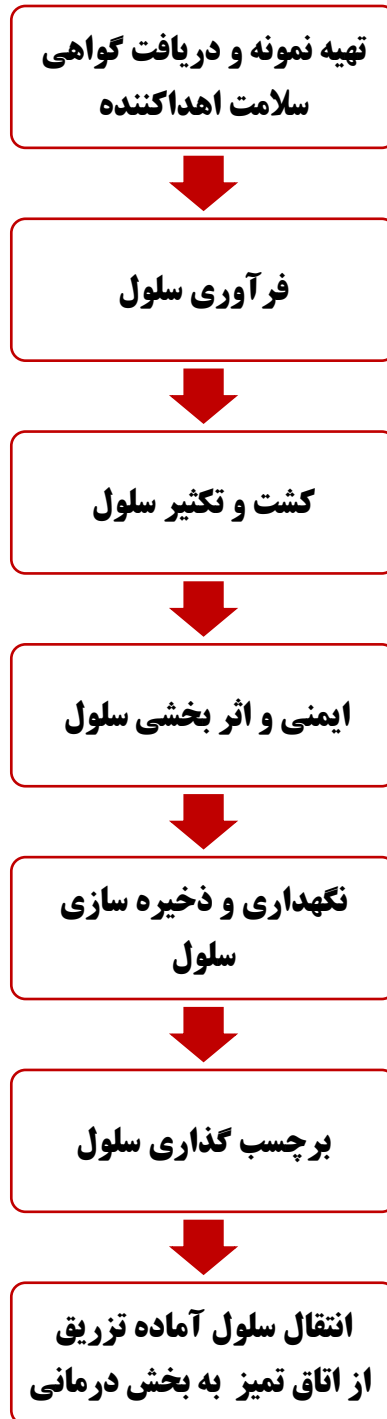 تهیه نمونه و دریافت گواهی
سلامت اهداکننده
فرآوری سلول
کشت و تکثیر سلول
ایمنی و اثر بخشی سلول
نگهداری و ذخیره سازی
سلول
برچسب گذاری سلول
انتقال سلول آماده تزریق
از اتاق تمیز به بخش درمانی